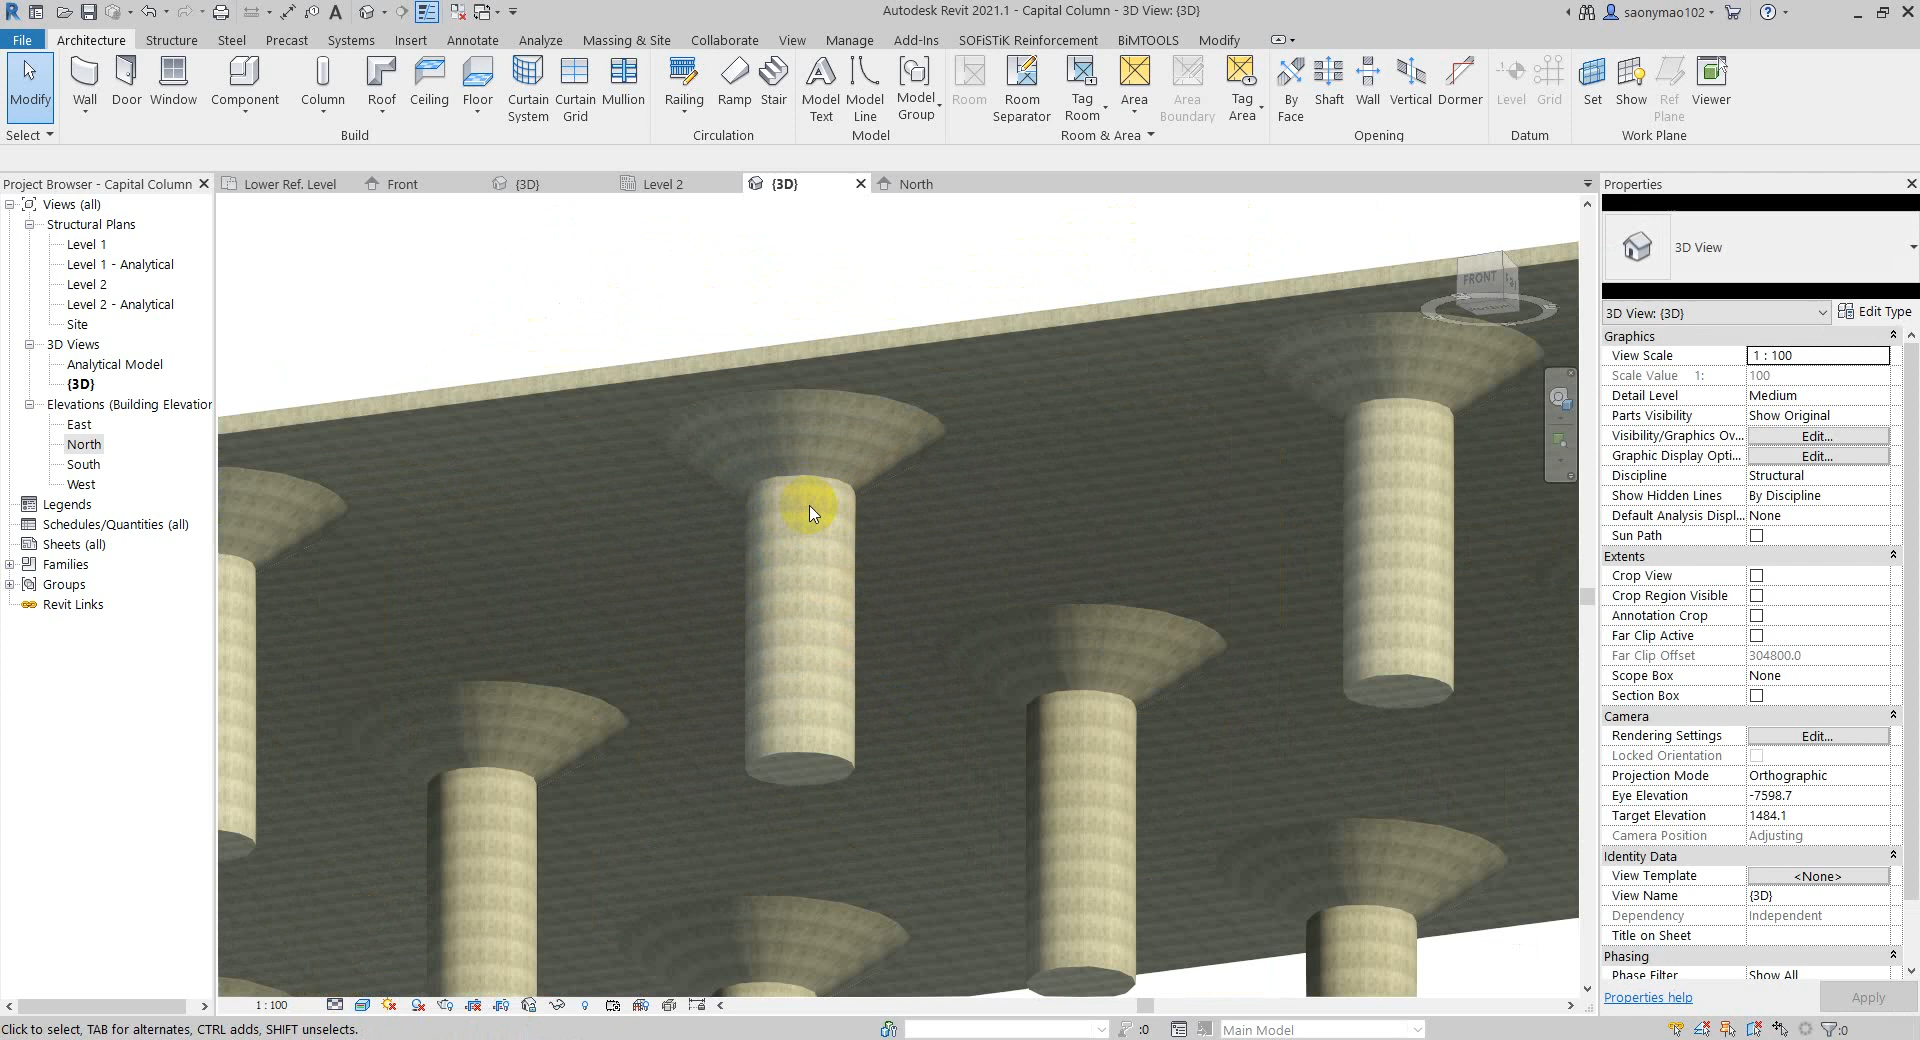 Autodesk Revit 2021.1 - Capital Column - 3D View: {3D}
saonymao102
File
Architecture
Structure
Steel
Precast
Systems
Insert
Annotate
Analyze
Massing & Site
Collaborate
View
Manage
Add-Ins
SOFiSTiK Reinforcement
BiMTOOLS
Modify
Modify
Wall
Door
Window
Component
Column
Roof
Ceiling
Floor
Curtain
System
Curtain
Grid
Mullion
Railing
Ramp
Stair
Model
Text
Model
Line
Model
Group
Room
Room
Separator
Tag
Room
Area
Area
Boundary
Tag
Area
By
Face
Shaft
Wall
Vertical
Dormer
Level
Grid
Set
Show
Ref
Plane
Viewer
Select
Build
Circulation
Model
Room & Area
Opening
Datum
Work Plane
Project Browser - Capital Column
Views (all)
Structural Plans
Level 1
Level 1 - Analytical
Level 2
Level 2 - Analytical
Site
3D Views
Analytical Model
{3D}
Elevations (Building Elevation
East
North
South
West
Legends
Schedules/Quantities (all)
Sheets (all)
Families
Groups
Revit Links
Lower Ref. Level
Front
{3D}
Level 2
{3D}
North
FRONT
Properties
3D View
3D View: {3D}
Edit Type
Graphics
View Scale 1 : 100
Scale Value 1: 100
Detail Level Medium
Parts Visibility Show Original
Visibility/Graphics Ov... Edit...
Graphic Display Opti... Edit...
Discipline Structural
Show Hidden Lines By Discipline
Default Analysis Displ... None
Sun Path
Extents
Crop View
Crop Region Visible
Annotation Crop
Far Clip Active
Far Clip Offset 304800.0
Scope Box None
Section Box
Camera
Rendering Settings Edit...
Locked Orientation
Projection Mode Orthographic
Eye Elevation -7598.7
Target Elevation 1484.1
Camera Position Adjusting
Identity Data
View Template <None>
View Name {3D}
Dependency Independent
Title on Sheet
Phasing
Phase Filter Show All
Properties help
Apply
1 : 100
Click to select, TAB for alternates, CTRL adds, SHIFT unselects.
:0
Main Model
:0